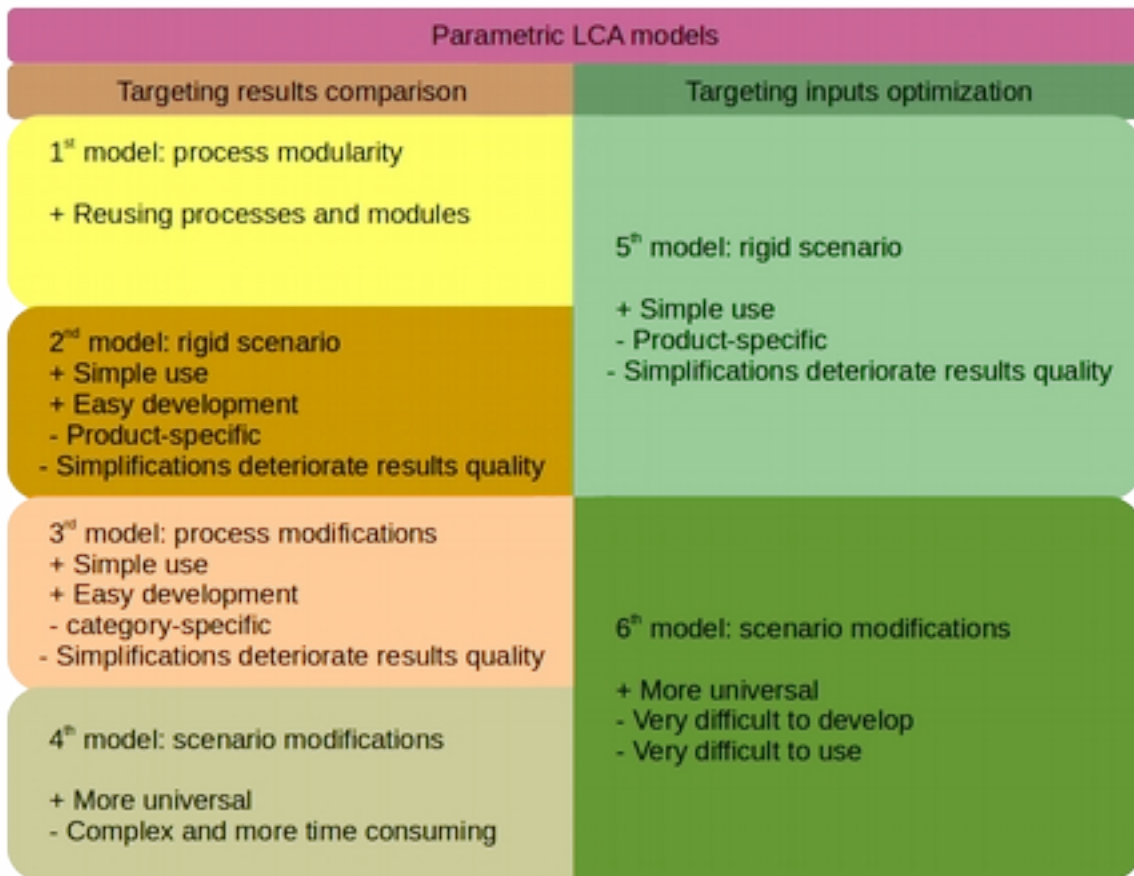 Parametric LCA models
Targeting results comparison
1st model: process modularity
+ Reusing processes and modules
2nd model: rigid scenario
+ Simple use
+ Easy development
- Product-specific
- Simplifications deteriorate results quality
3rd model: process modifications
+ Simple use
+ Easy development
- category-specific
- Simplifications deteriorate results quality
4th model: scenario modifications
+ More universal
- Complex and more time consuming
Targeting inputs optimization
5th model: rigid scenario
+ Simple use
- Product-specific
- Simplifications deteriorate results quality
6th model: scenario modifications
+ More universal
- Very difficult to develop
- Very difficult to use